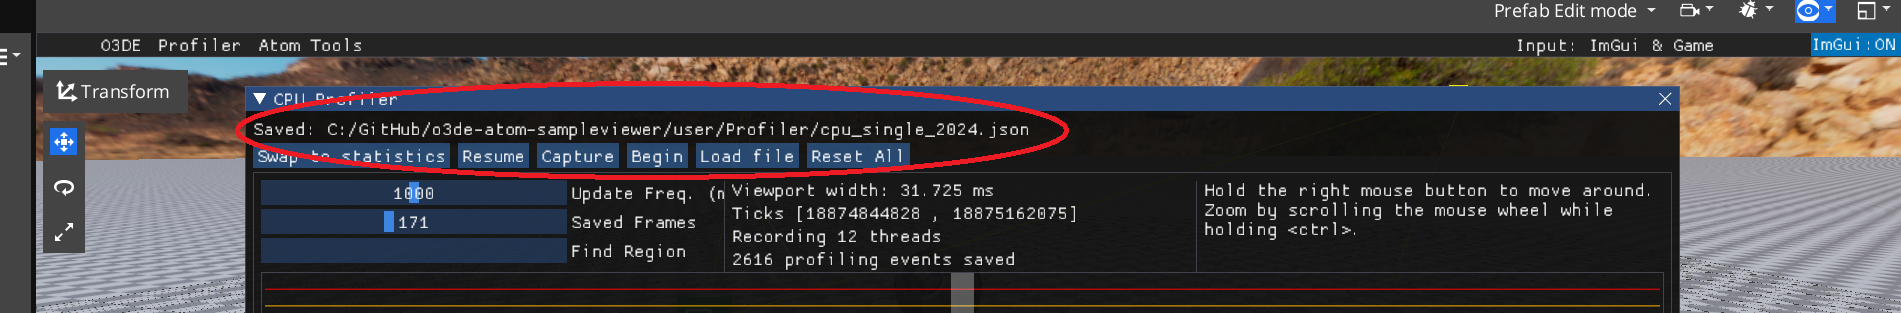 Prefab Edit mode
O3DE Profiler Atom Tools
Input: ImGui & Game
ImGui:ON
Transform
CPU Profiler
Saved: C:/GitHub/o3de-atom-sampleviewer/user/Profiler/cpu_single_2024.json
Swap to statistics Resume Capture Begin Load file Reset All
1000 Update Freq. (m
171 Saved Frames
Find Region
Viewport width: 31.725 ms
Ticks [18874844828 , 18875162075]
Recording 12 threads
2616 profiling events saved
Hold the right mouse button to move around.
Zoom by scrolling the mouse wheel while
holding <ctrl>.